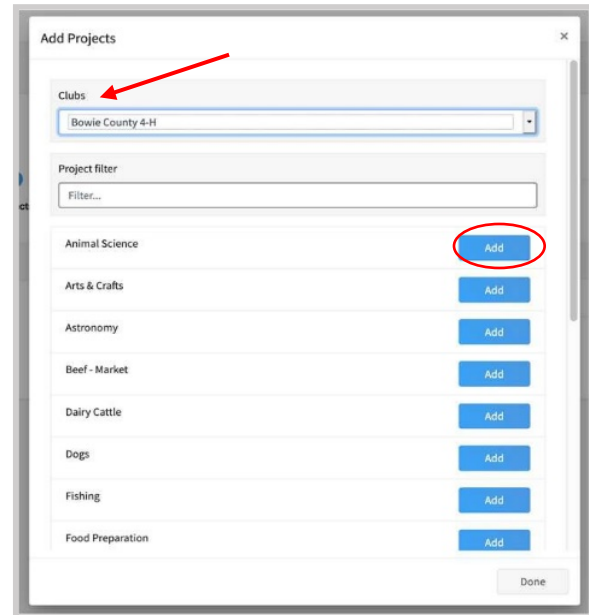 Add Projects ×
Clubs
Bowie County 4-H
Project filter
Filter...
ct
Animal Science Add
Arts & Crafts Add
Astronomy Add
Beef - Market Add
Dairy Cattle Add
Dogs Add
Fishing Add
Food Preparation Add
Done